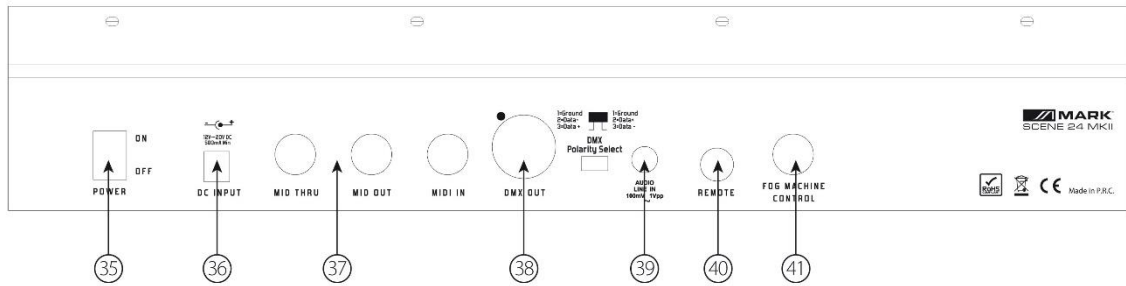 ON
OFF
POWER
12V~20V DC
500mA Min
DC INPUT
MID THRU
MID OUT
MIDI IN
DMX OUT
1=Ground
2=Data-
3=Data +
1=Ground
2=Data+
3=Data -
DMX
Polarity Select
AUDIO
LINE IN
100mV~1Vpp
REMOTE
FOG MACHINE
CONTROL
MARK
SCENE 24 MKII
RoHS
CE
Made in P.R.C.
35
36
37
38
39
40
41